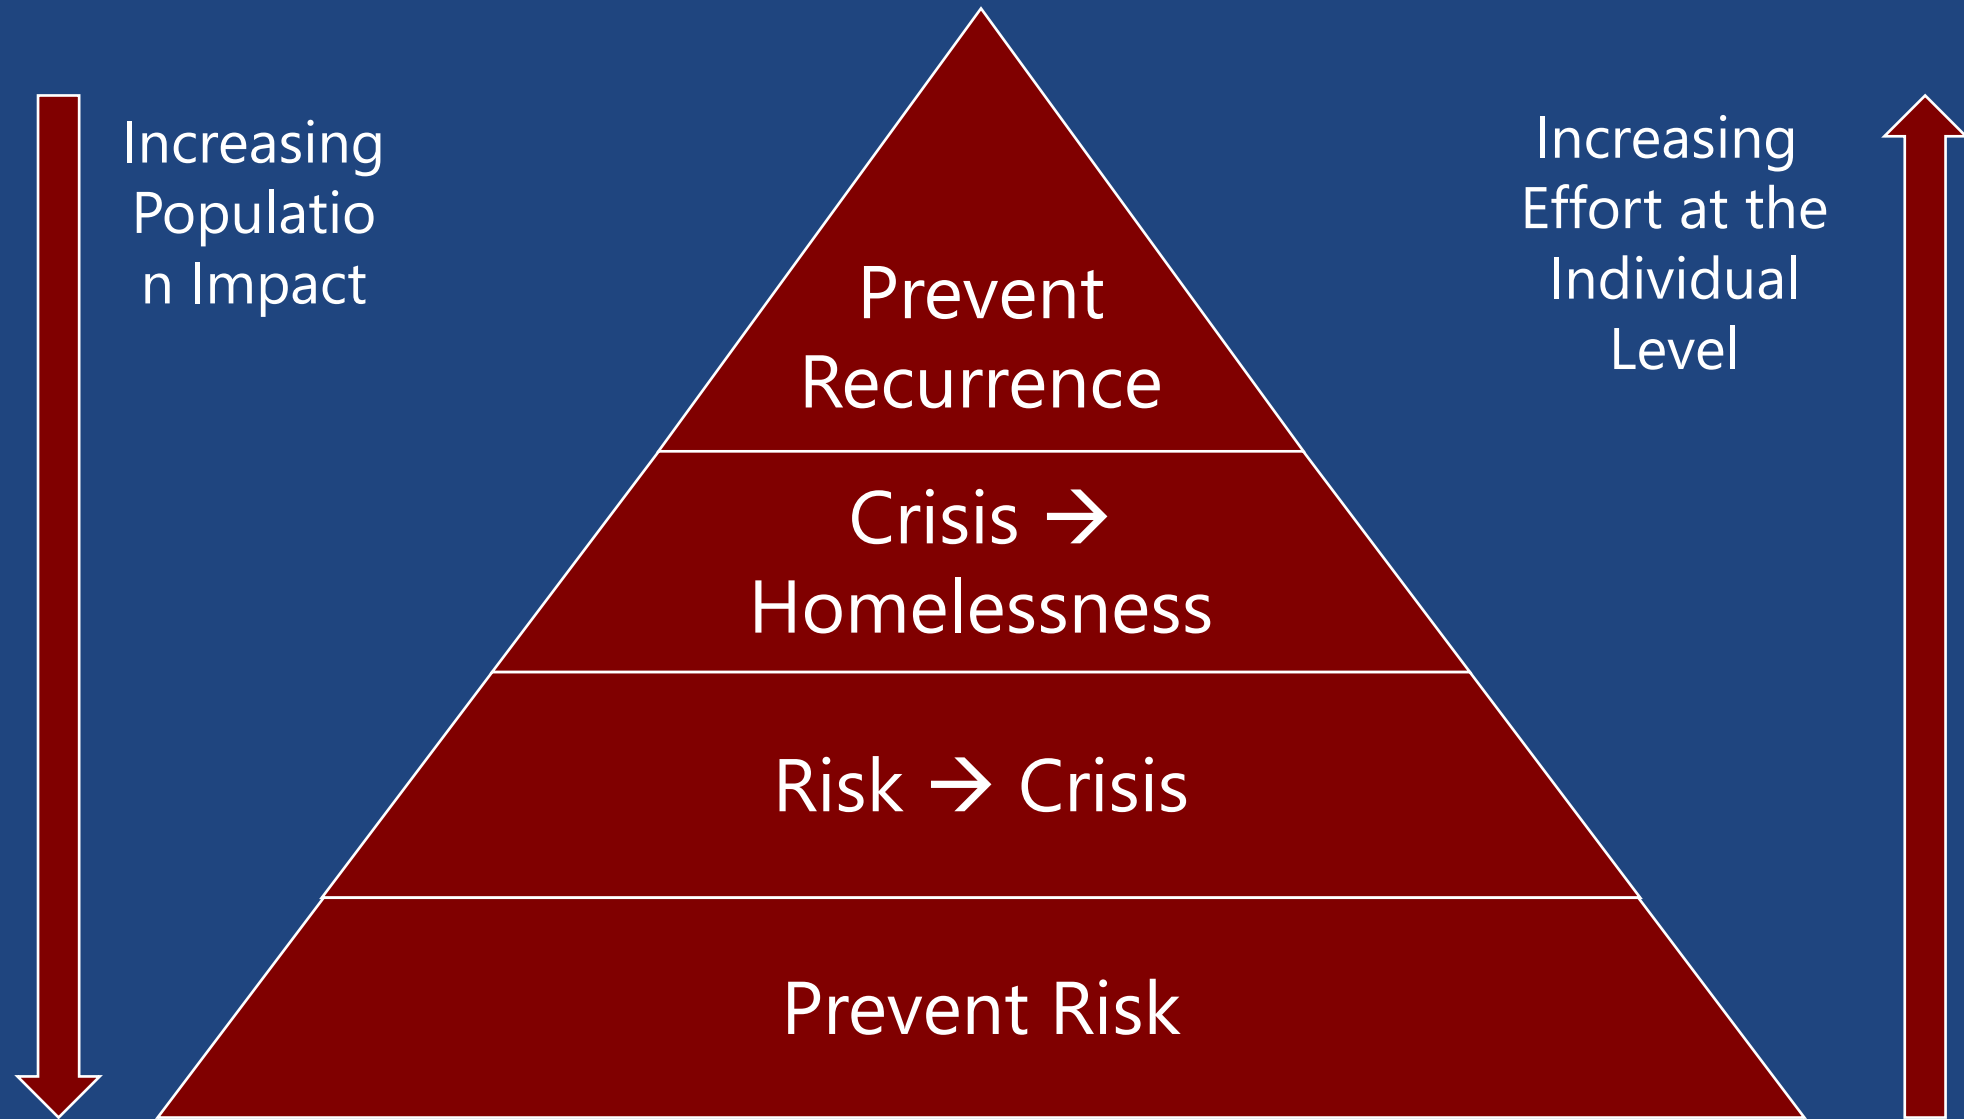 Increasing
Populatio
n Impact
Increasing
Effort at the
Individual
Level
Prevent
Recurrence
Crisis →
Homelessness
Risk → Crisis
Prevent Risk